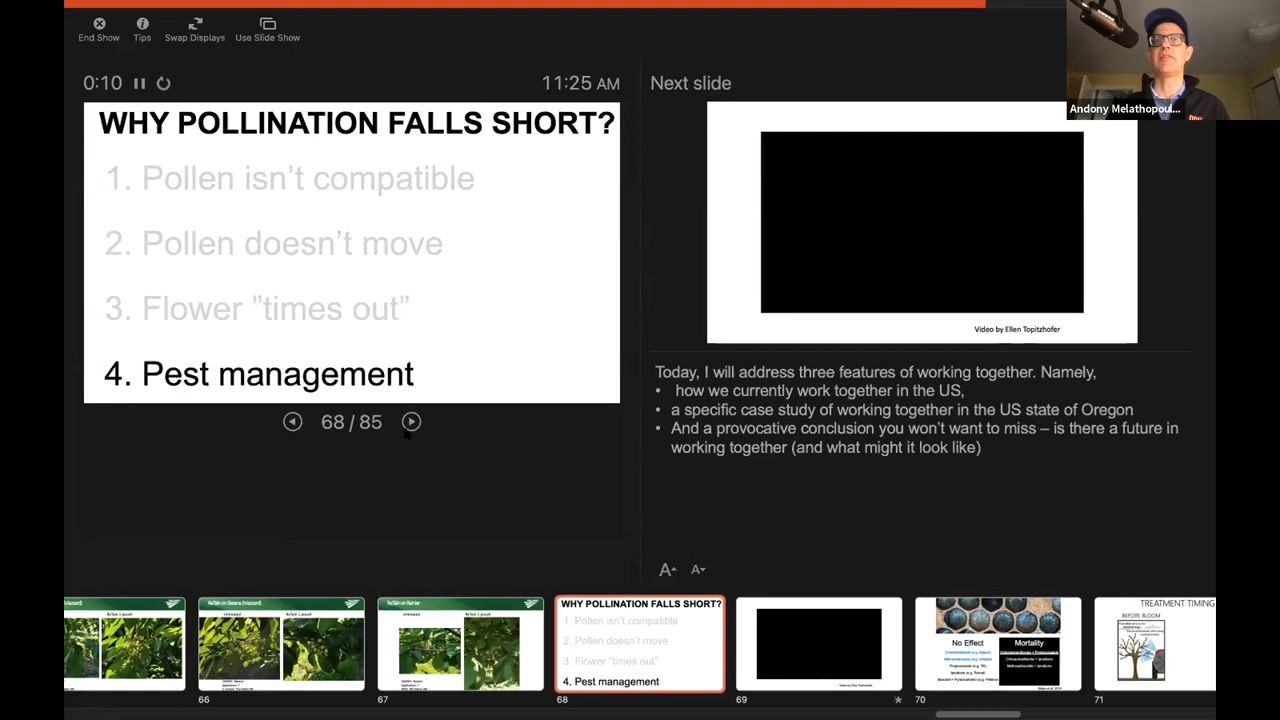 End Show
Tips
Swap Displays
Use Slide Show
0:10
11:25 AM
Next slide
Andony Melathopoul...
WHY POLLINATION FALLS SHORT?
1. Pollen isn't compatible
2. Pollen doesn't move
3. Flower "times out"
4. Pest management
68 / 85
Video by Ellen Topitzhofer
Today, I will address three features of working together. Namely,
• how we currently work together in the US,
• a specific case study of working together in the US state of Oregon
• And a provocative conclusion you won't want to miss – is there a future in
working together (and what might it look like)
A A
WHY POLLINATION FALLS SHORT?
1. Pollen isn't compatible
2. Pollen doesn't move
3. Flower "times out"
4. Pest management
No Effect
Mortality
TREATMENT TIMING
BEFORE BLOOM
66
67
68
69
70
71